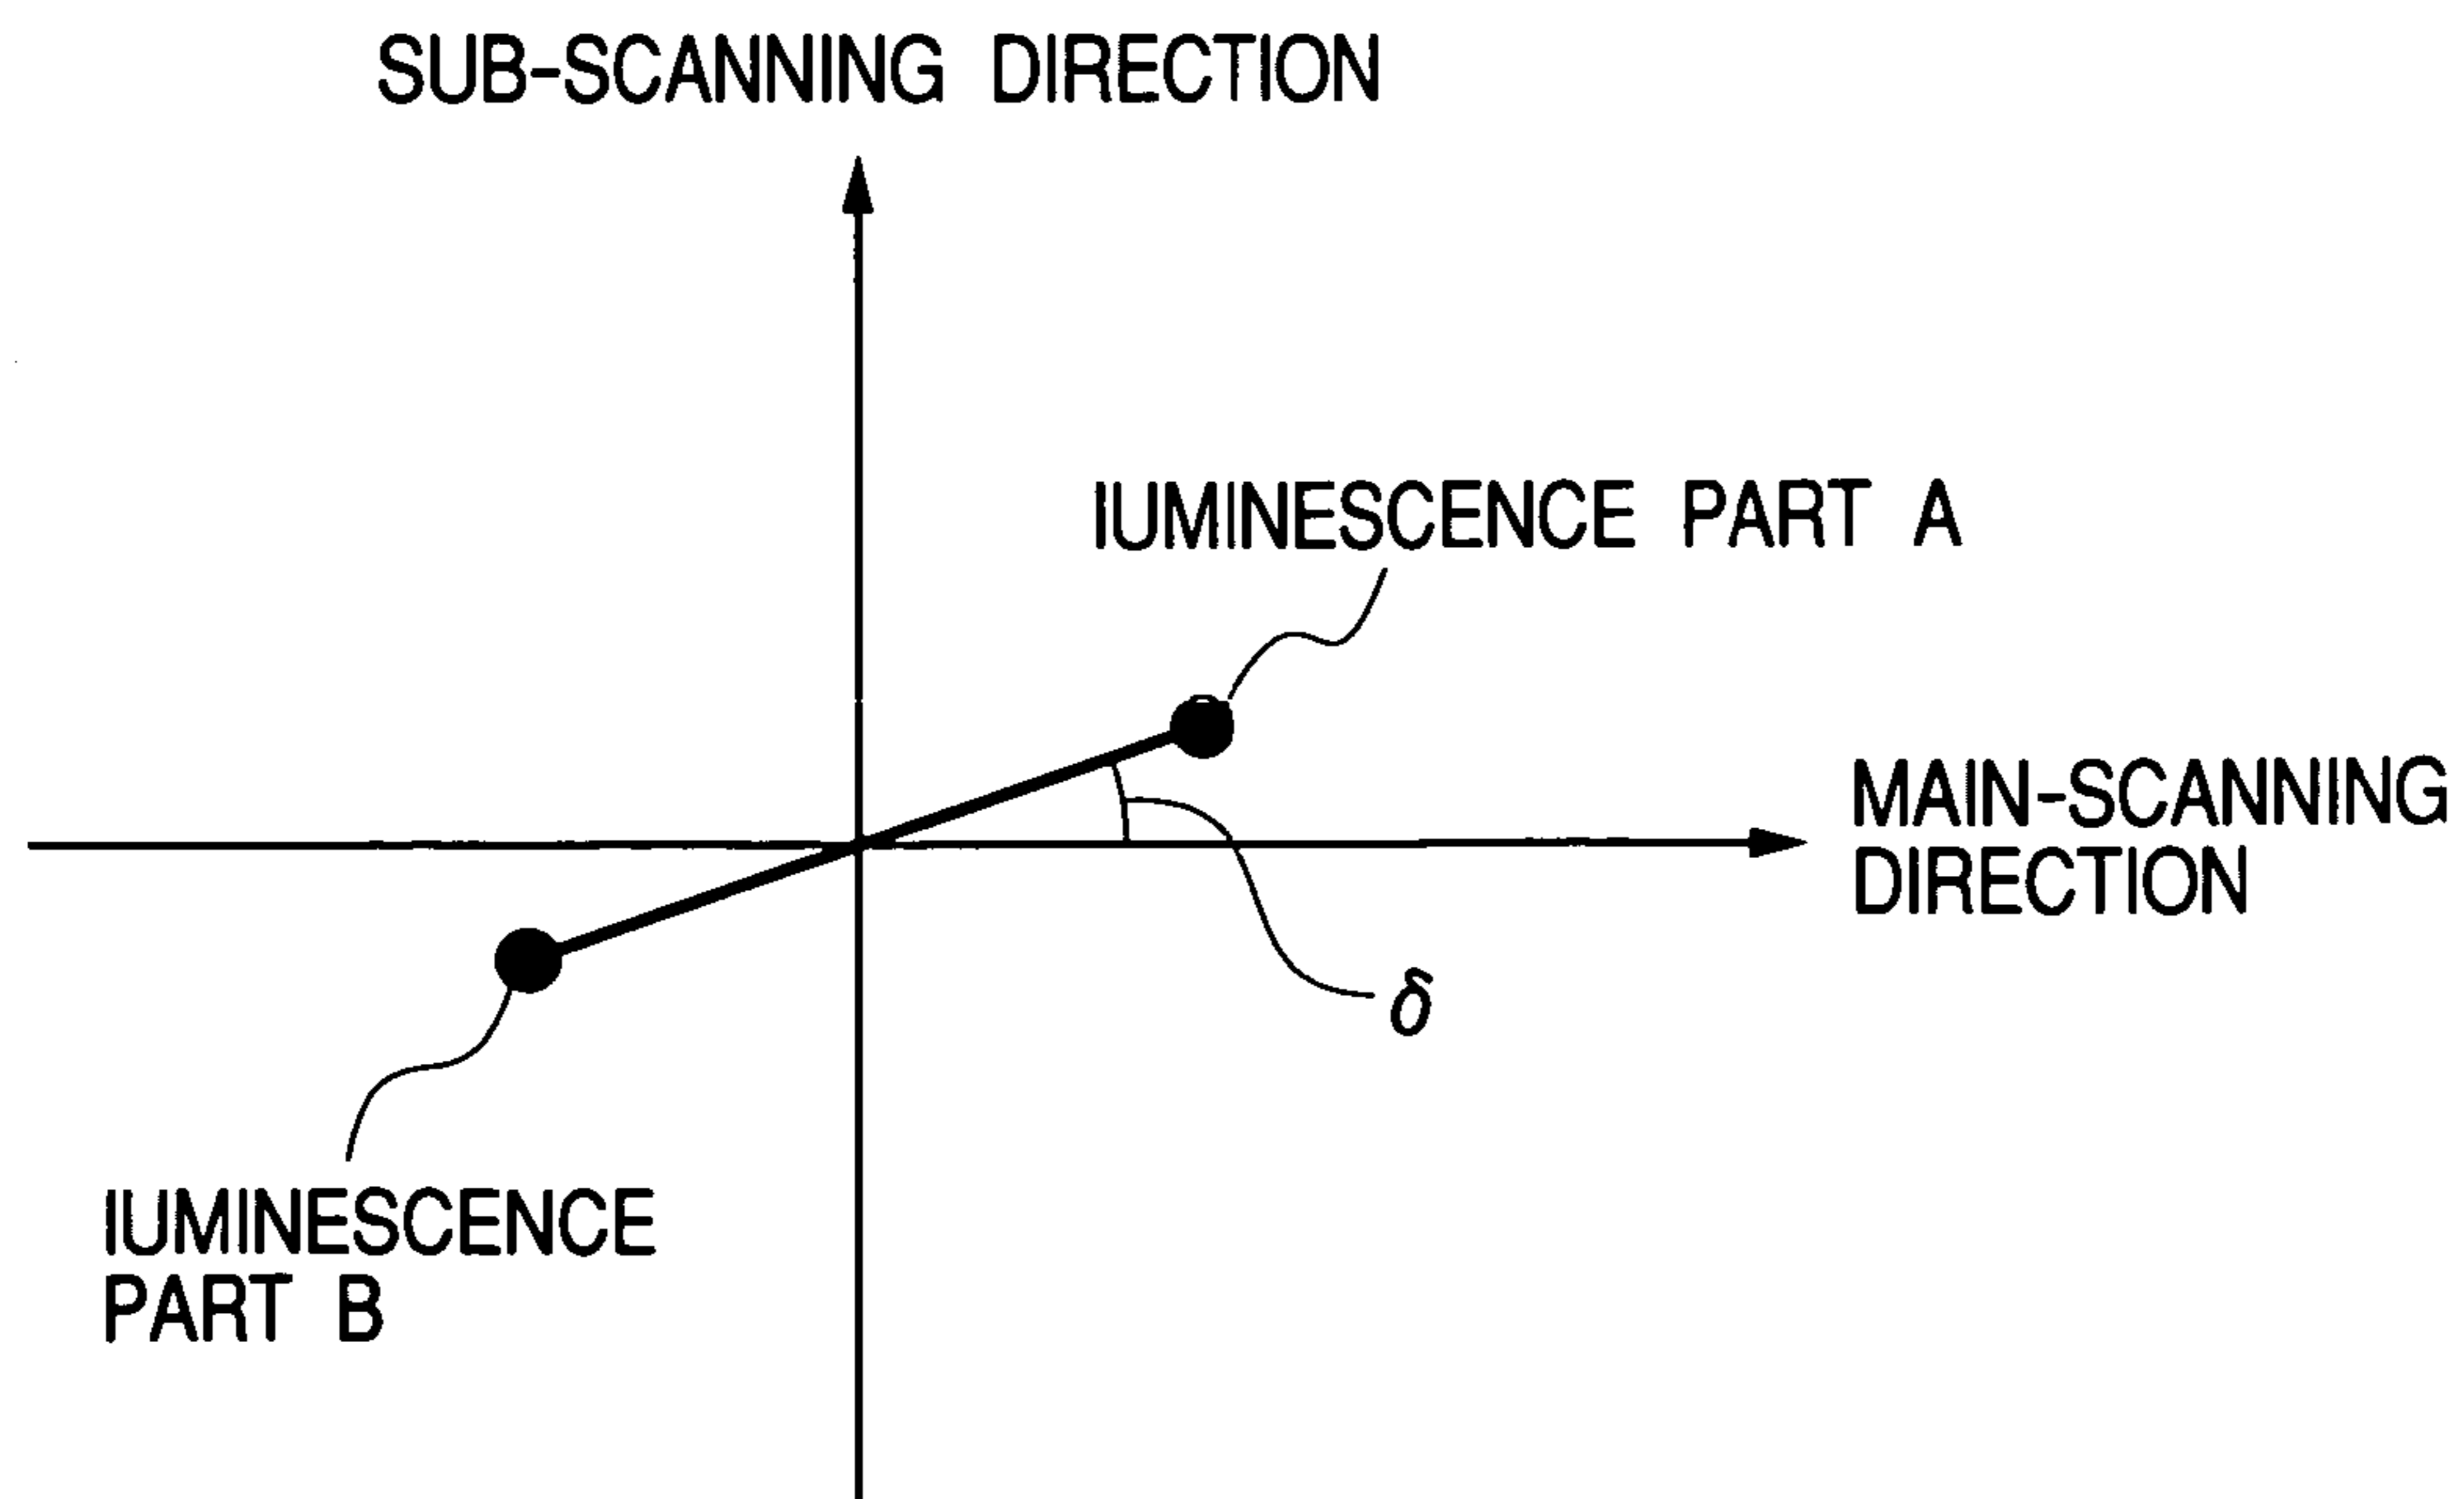 SUB-SCANNING DIRECTION
IUMINESCENCE PART A
MAIN-SCANNING
DIRECTION
δ
IUMINESCENCE
PART B